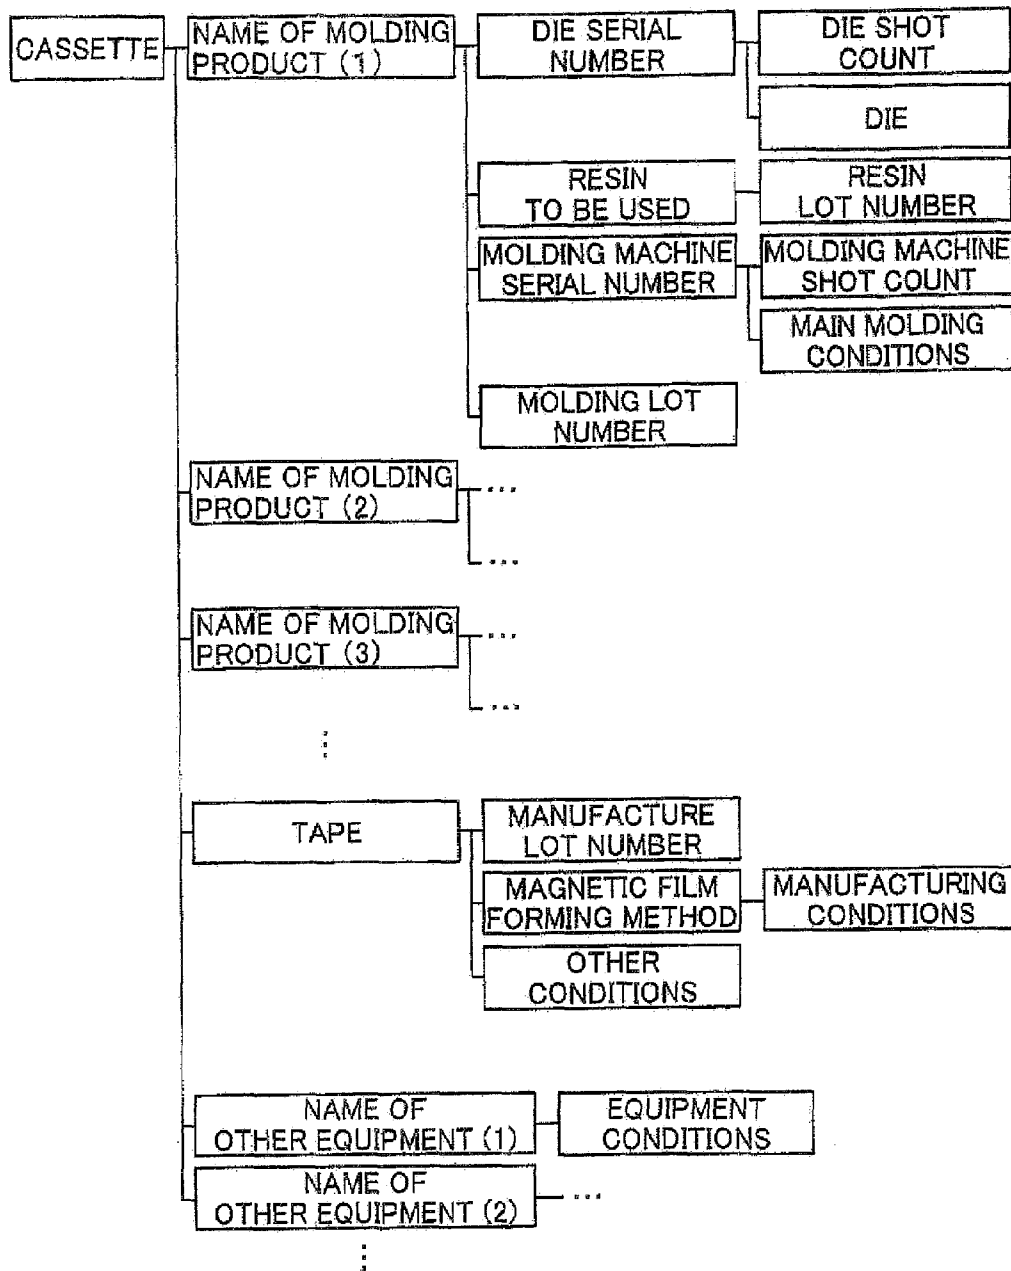 CASSETTE
NAME OF MOLDING
PRODUCT (1)
DIE SERIAL
NUMBER
DIE SHOT
COUNT
DIE
RESIN
TO BE USED
RESIN
LOT NUMBER
MOLDING MACHINE
SERIAL NUMBER
MOLDING MACHINE
SHOT COUNT
MAIN MOLDING
CONDITIONS
MOLDING LOT
NUMBER
NAME OF MOLDING
PRODUCT (2)
...
...
NAME OF MOLDING
PRODUCT (3)
...
...
⋮
TAPE
MANUFACTURE
LOT NUMBER
MAGNETIC FILM
FORMING METHOD
MANUFACTURING
CONDITIONS
OTHER
CONDITIONS
NAME OF
OTHER EQUIPMENT (1)
EQUIPMENT
CONDITIONS
NAME OF
OTHER EQUIPMENT (2)
...
⋮